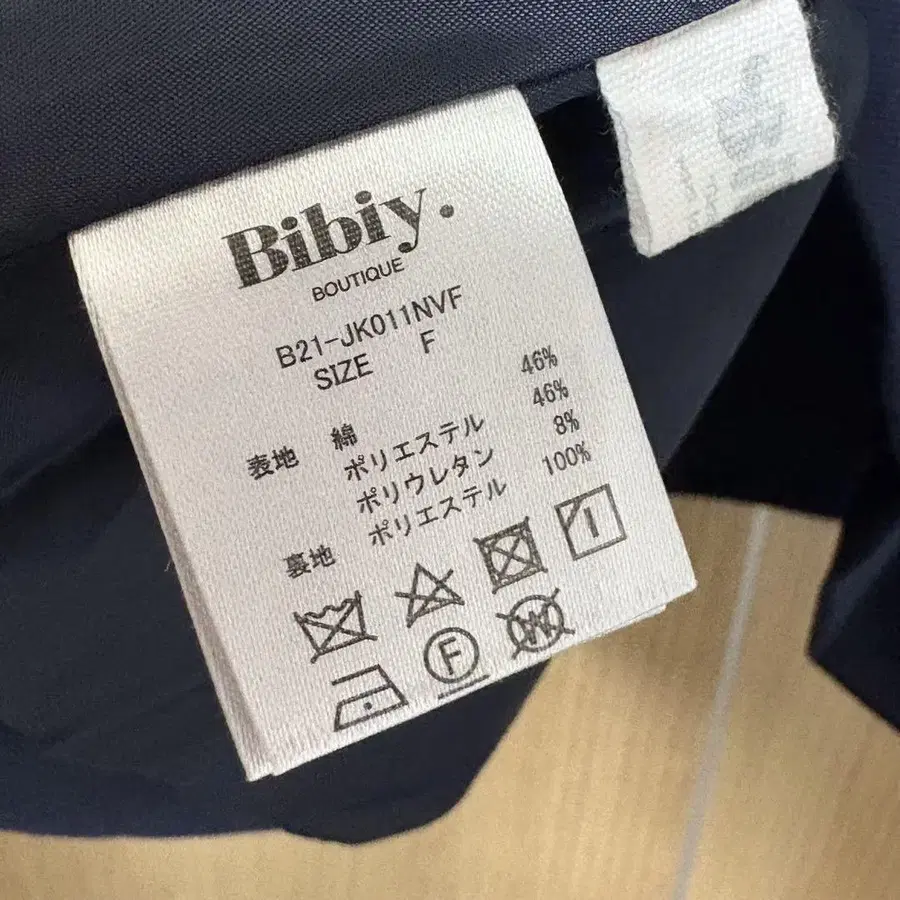 Bibiy.
BOUTIQUE
B21-JK011NVF
SIZE F
表地 綿 46%
ポリエステル 46%
ポリウレタン 8%
裏地 ポリエステル 100%
F
W